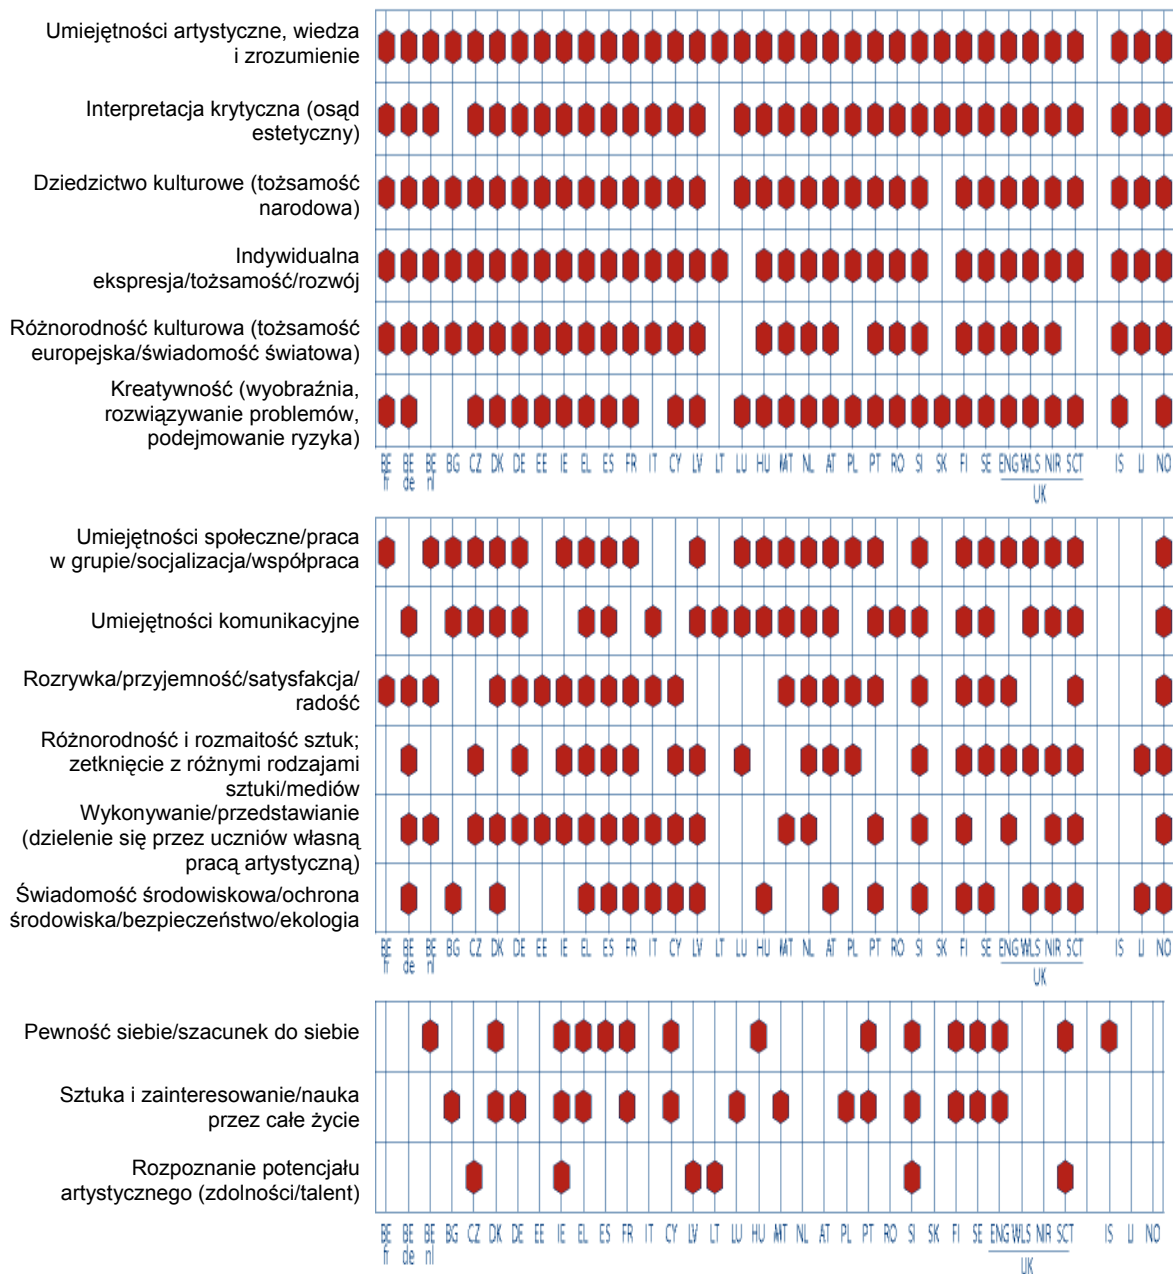 Umiejętności artystyczne, wiedza
i zrozumienie
Interpretacja krytyczna (osąd
estetyczny)
Dziedzictwo kulturowe (tożsamość
narodowa)
Indywidualna
ekspresja/tożsamość/rozwój
Różnorodność kulturowa (tożsamość
europejska/świadomość światowa)
Kreatywność (wyobraźnia,
rozwiązywanie problemów,
podejmowanie ryzyka)
BE BE BE BG CZ DK DE EE IE EL ES FR IT CY LV LT LU HU MT NL AT PL PT RO SI SK FI SE ENG WLS NIR SCT IS LI NO
fr de nl
UK
Umiejętności społeczne/praca
w grupie/socjalizacja/współpraca
Umiejętności komunikacyjne
Rozrywka/przyjemność/satysfakcja/
radość
Różnorodność i rozmaitość sztuk;
zetknięcie z różnymi rodzajami
sztuki/mediów
Wykonywanie/przedstawianie
(dzielenie się przez uczniów własną
pracą artystyczną)
Świadomość środowiskowa/ochrona
środowiska/bezpieczeństwo/ekologia
BE BE BE BG CZ DK DE EE IE EL ES FR IT CY LV LT LU HU MT NL AT PL PT RO SI SK FI SE ENG WLS NIR SCT IS LI NO
fr de nl
UK
Pewność siebie/szacunek do siebie
Sztuka i zainteresowanie/nauka
przez całe życie
Rozpoznanie potencjału
artystycznego (zdolności/talent)
BE BE BE BG CZ DK DE EE IE EL ES FR IT CY LV LT LU HU MT NL AT PL PT RO SI SK FI SE ENG WLS NIR SCT IS LI NO
fr de nl
UK